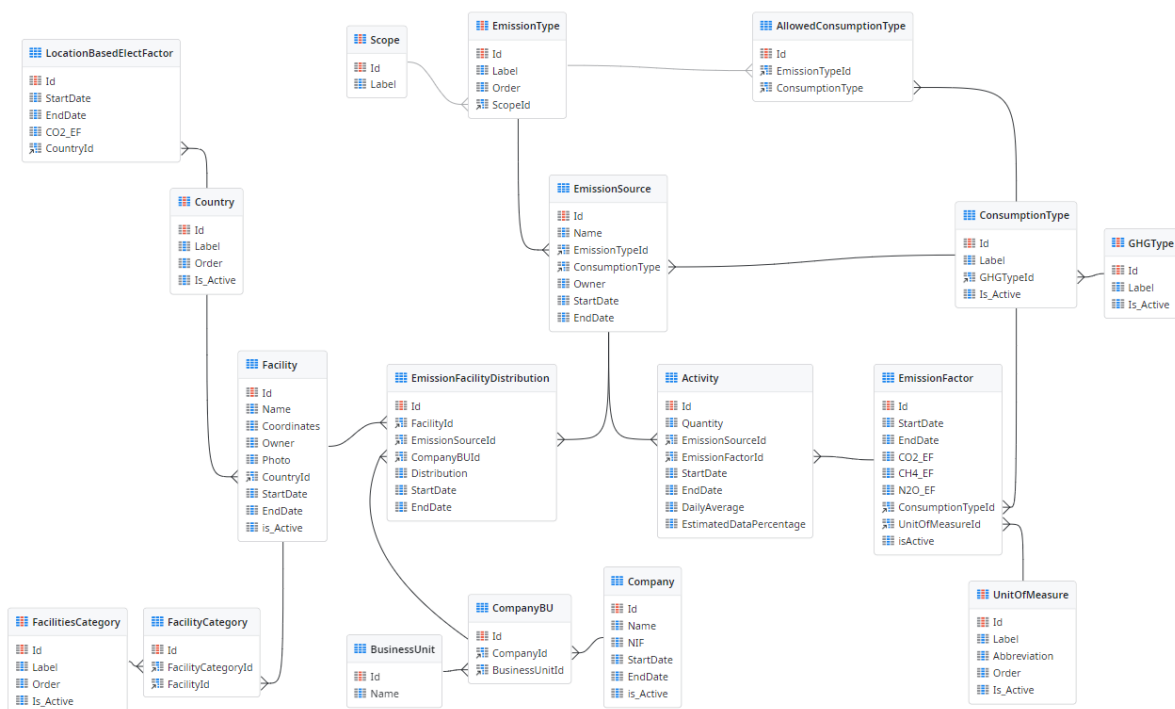 LocationBasedElectFactor
Id
StartDate
EndDate
CO2_EF
CountryId
Scope
Id
Label
EmissionType
Id
Label
Order
ScopeId
AllowedConsumptionType
Id
EmissionTypeId
ConsumptionType
Country
Id
Label
Order
Is_Active
EmissionSource
Id
Name
EmissionTypeId
ConsumptionType
Owner
StartDate
EndDate
ConsumptionType
Id
Label
GHGTypeId
Is_Active
GHGType
Id
Label
Is_Active
Facility
Id
Name
Coordinates
Owner
Photo
CountryId
StartDate
EndDate
is_Active
EmissionFacilityDistribution
Id
FacilityId
EmissionSourceId
CompanyBUId
Distribution
StartDate
EndDate
Activity
Id
Quantity
EmissionSourceId
EmissionFactorId
StartDate
EndDate
DailyAverage
EstimatedDataPercentage
EmissionFactor
Id
StartDate
EndDate
CO2_EF
CH4_EF
N2O_EF
ConsumptionTypeId
UnitOfMeasureId
isActive
FacilitiesCategory
Id
Label
Order
Is_Active
FacilityCategory
Id
FacilityCategoryId
FacilityId
BusinessUnit
Id
Name
CompanyBU
Id
CompanyId
BusinessUnitId
Company
Id
Name
NIF
StartDate
EndDate
is_Active
UnitOfMeasure
Id
Label
Abbreviation
Order
Is_Active